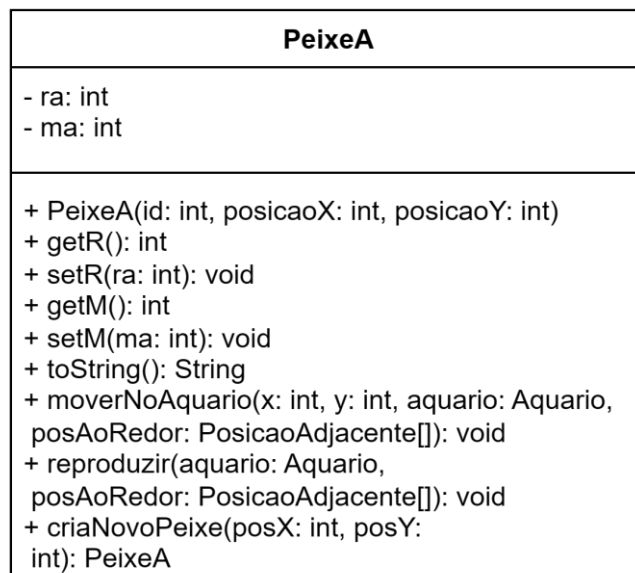 PeixeA
- ra: int
- ma: int
+ PeixeA(id: int, posicaoX: int, posicaoY: int)
+ getR(): int
+ setR(ra: int): void
+ getM(): int
+ setM(ma: int): void
+ toString(): String
+ moverNoAquario(x: int, y: int, aquario: Aquario,
posAoRedor: PosicaoAdjacente[]): void
+ reproduzir(aquario: Aquario,
posAoRedor: PosicaoAdjacente[]): void
+ criaNovoPeixe(posX: int, posY:
int): PeixeA